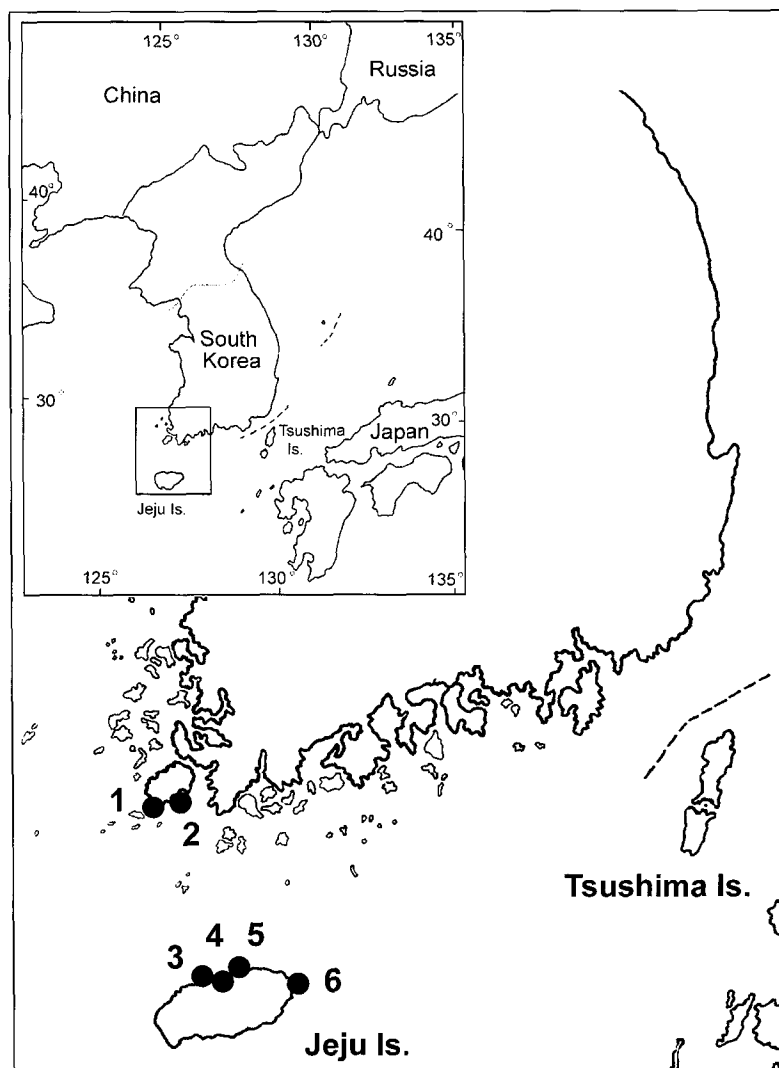 125° 130° 135°
Russia
China
40°
40°
South
Korea
30°
30°
Tsushima
Is.
Japan
Jeju Is.
125° 130° 135°
1
2
Tsushima Is.
3 4 5
6
Jeju Is.